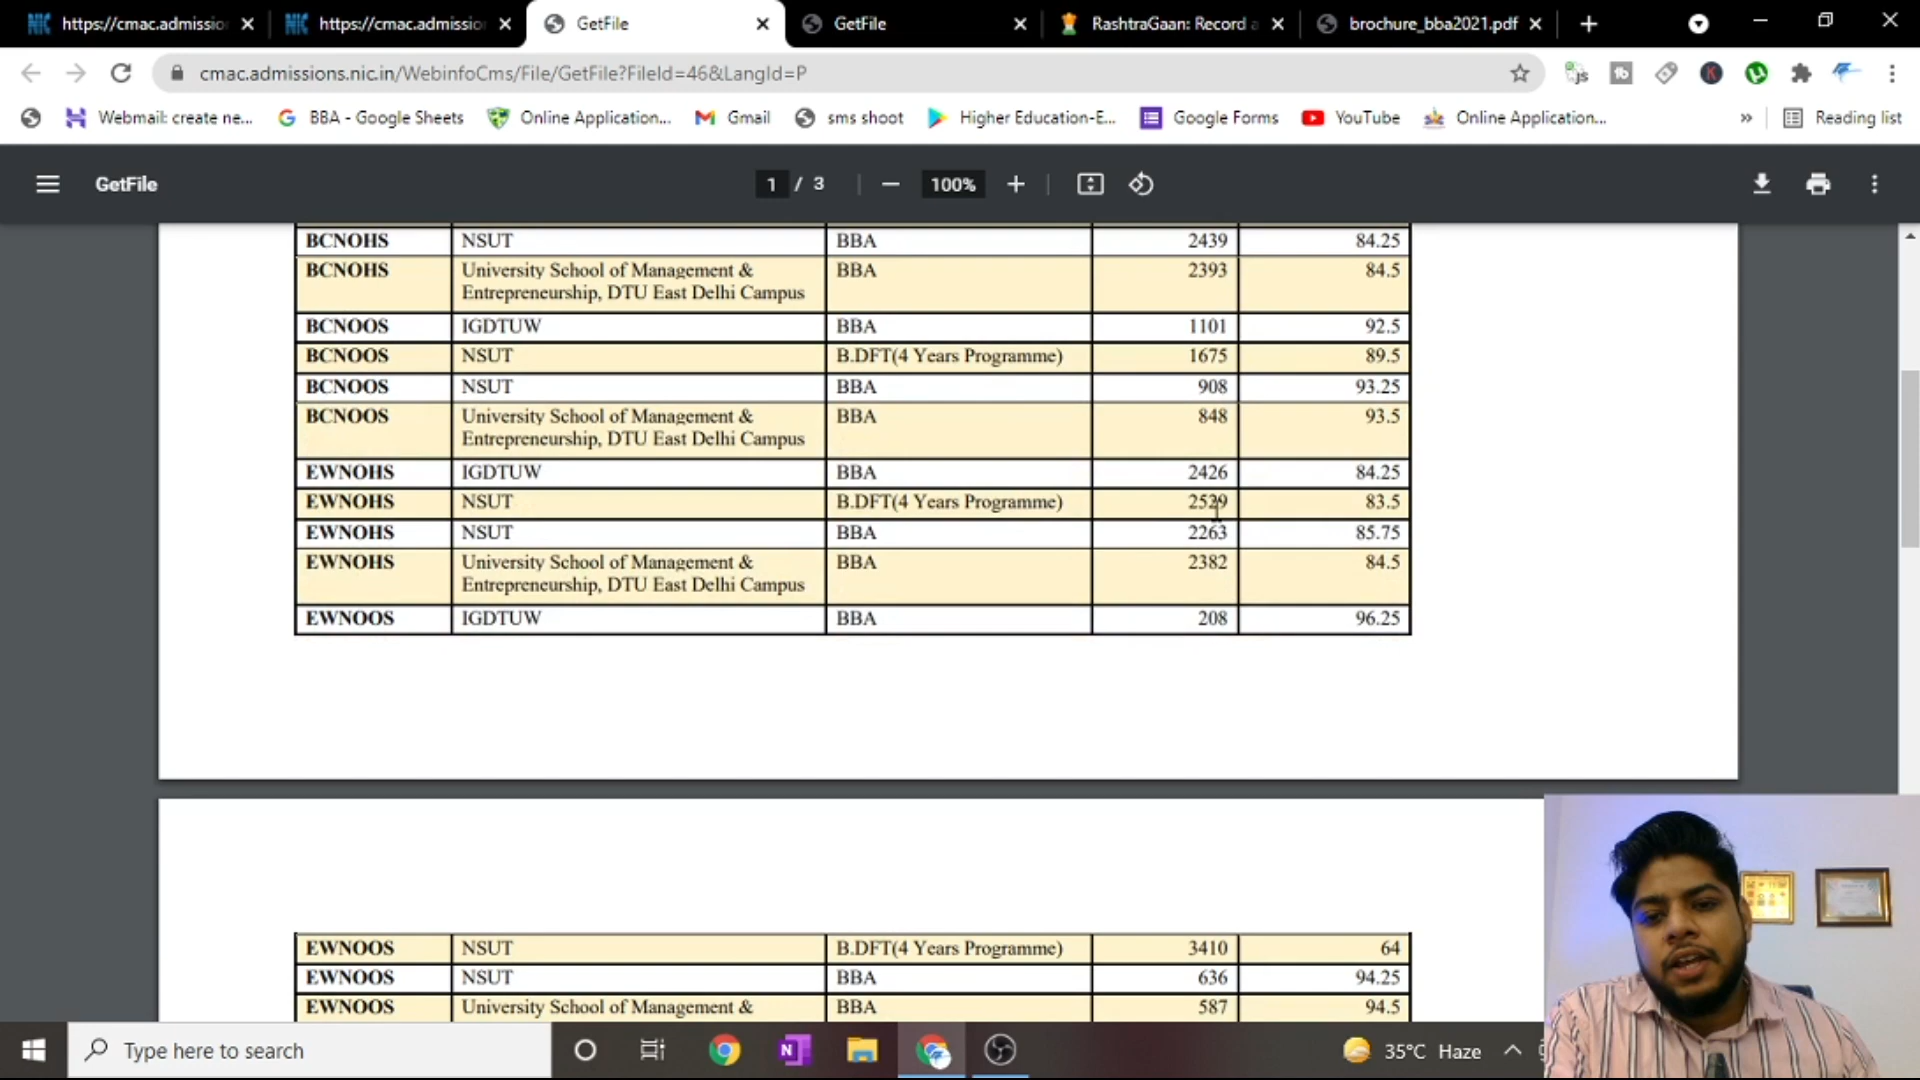 https://cmac.admissio
https://cmac.admissio
GetFile
GetFile
RashtraGaan: Record a
brochure_bba2021.pdf
cmac.admissions.nic.in/WebinfoCms/File/GetFile?FileId=46&LangId=P
Webmail: create ne...
BBA - Google Sheets
Online Application...
Gmail
sms shoot
Higher Education-E...
Google Forms
YouTube
Online Application...
»
Reading list
GetFile
1 / 3
100%
BCNOHS NSUT BBA 2439 84.25
BCNOHS University School of Management & BBA 2393 84.5
Entrepreneurship, DTU East Delhi Campus
BCNOOS IGDTUW BBA 1101 92.5
BCNOOS NSUT B.DFT(4 Years Programme) 1675 89.5
BCNOOS NSUT BBA 908 93.25
BCNOOS University School of Management & BBA 848 93.5
Entrepreneurship, DTU East Delhi Campus
EWNOHS IGDTUW BBA 2426 84.25
EWNOHS NSUT B.DFT(4 Years Programme) 2529 83.5
EWNOHS NSUT BBA 2263 85.75
EWNOHS University School of Management & BBA 2382 84.5
Entrepreneurship, DTU East Delhi Campus
EWNOOS IGDTUW BBA 208 96.25
EWNOOS NSUT B.DFT(4 Years Programme) 3410 64
EWNOOS NSUT BBA 636 94.25
EWNOOS University School of Management & BBA 587 94.5
Type here to search
35°C Haze